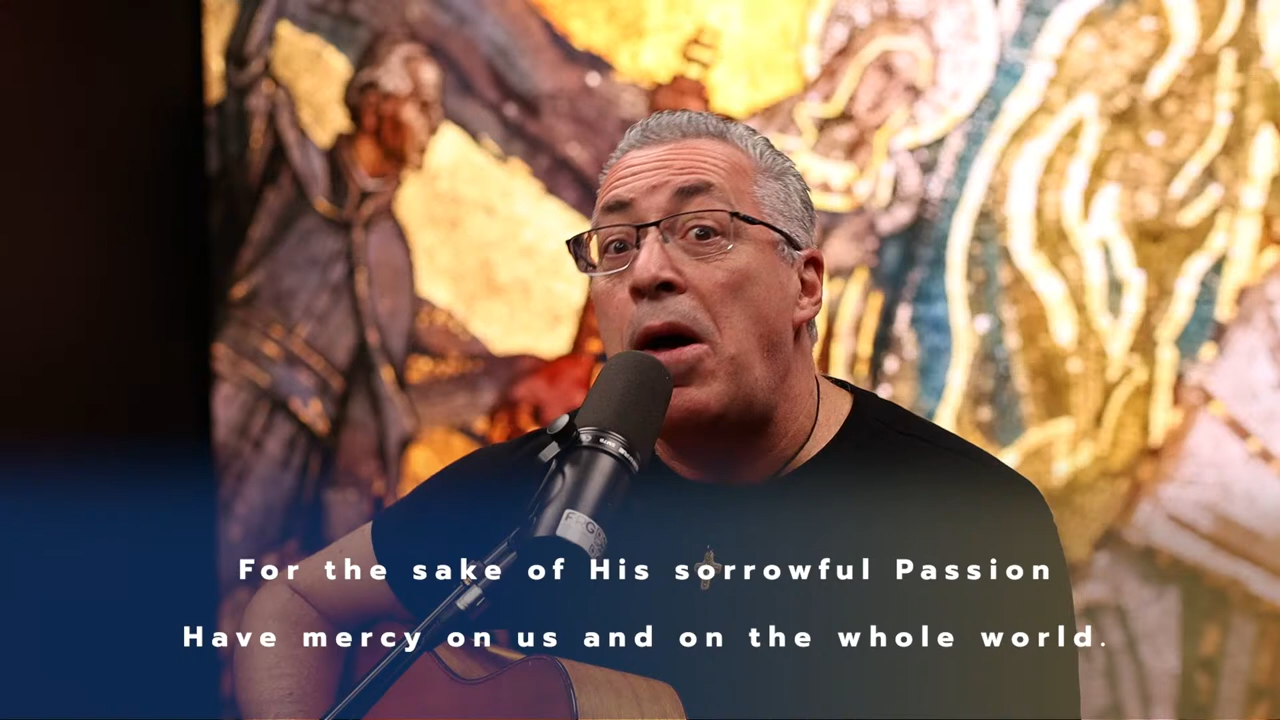 For the sake of His sorrowful Passion
Have mercy on us and on the whole world.